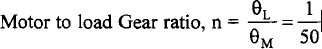 Motor to load Gear ratio, n = θL/θM = 1/50